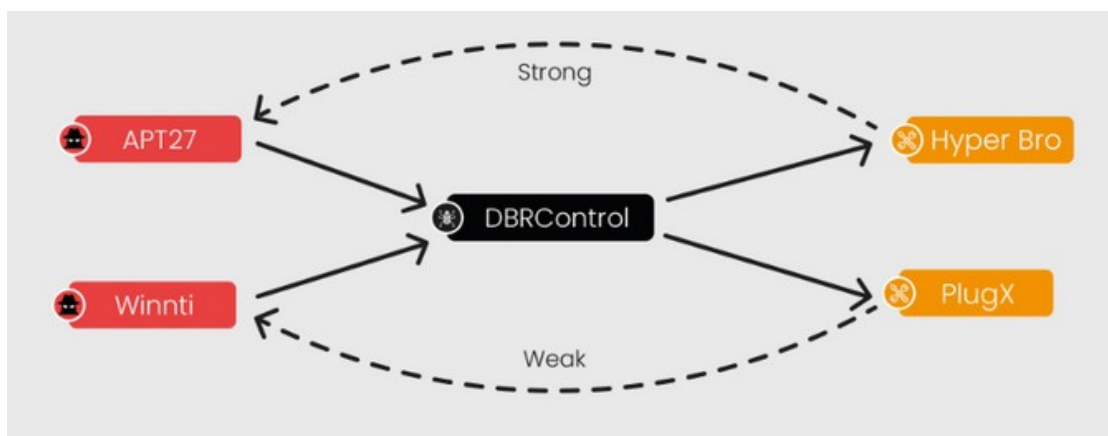 Strong
APT27
Hyper Bro
DBRControl
Winnti
PlugX
Weak